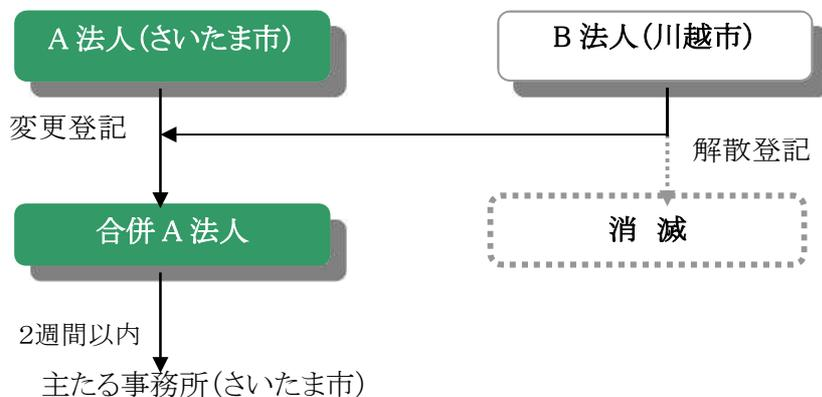 A 法人(さいたま市)
B 法人(川越市)
変更登記
解散登記
合併 A 法人
消 滅
2週間以内
主たる事務所(さいたま市)